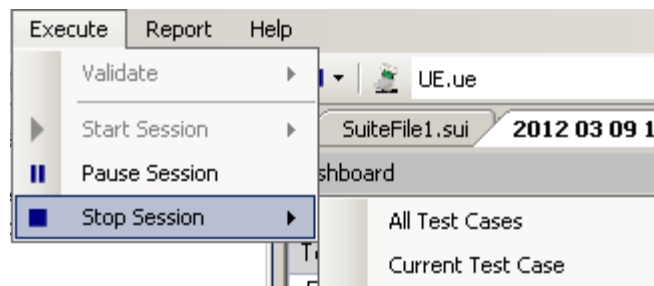 Execute Report Help
Validate
UE.ue
Start Session
SuiteFile1.sui 2012 03 09 1
Pause Session
shboard
Stop Session
All Test Cases
Current Test Case